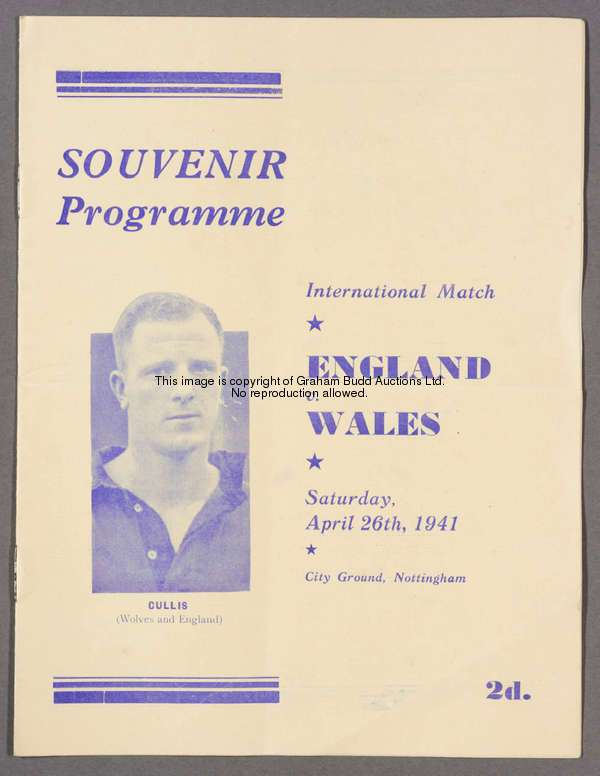 SOUVENIR
Programme
International Match
ENGLAND
v.
WALES
Saturday,
April 26th, 1941
City Ground, Nottingham
CULLIS
(Wolves and England)
2d.
This image is copyright of Graham Budd Auctions Ltd.
No reproduction allowed.